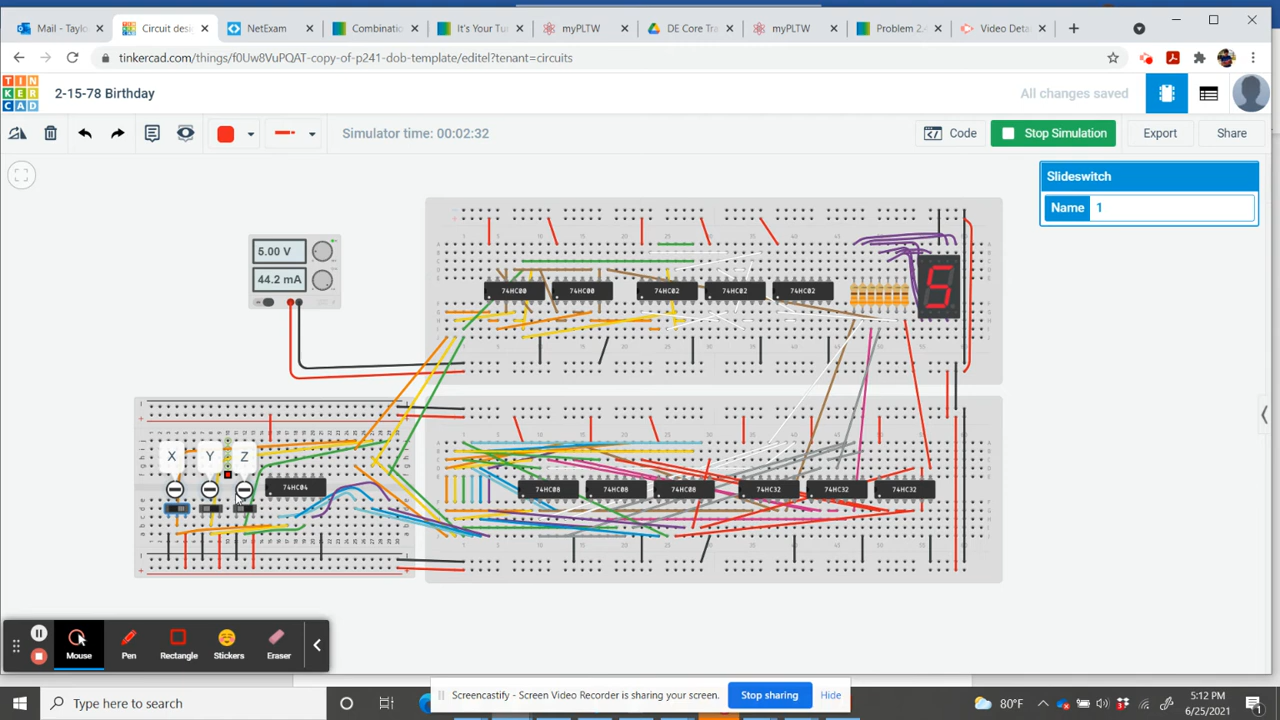 Mail - Taylo
Circuit desi
NetExam
Combinatio
It's Your Tu
myPLTW
DE Core Tra
myPLTW
Problem 2.
Video Deta
tinkercad.com/things/f0Uw8VuPQAT-copy-of-p241-dob-template/editel?tenant=circuits
TIN
KER
CAD
2-15-78 Birthday
All changes saved
Simulator time: 00:02:32
Code
Stop Simulation
Export
Share
Slideswitch
Name 1
5.00 V
44.2 mA
74HC00 74HC00 74HC02 74HC02 74HC02
5
X Y Z
74HC04
74HC08 74HC08 74HC08 74HC32 74HC32 74HC32
Mouse
Pen
Rectangle
Stickers
Eraser
Type here to search
Screencastify - Screen Video Recorder is sharing your screen.
Stop sharing
Hide
80°F
5:12 PM
6/25/2021